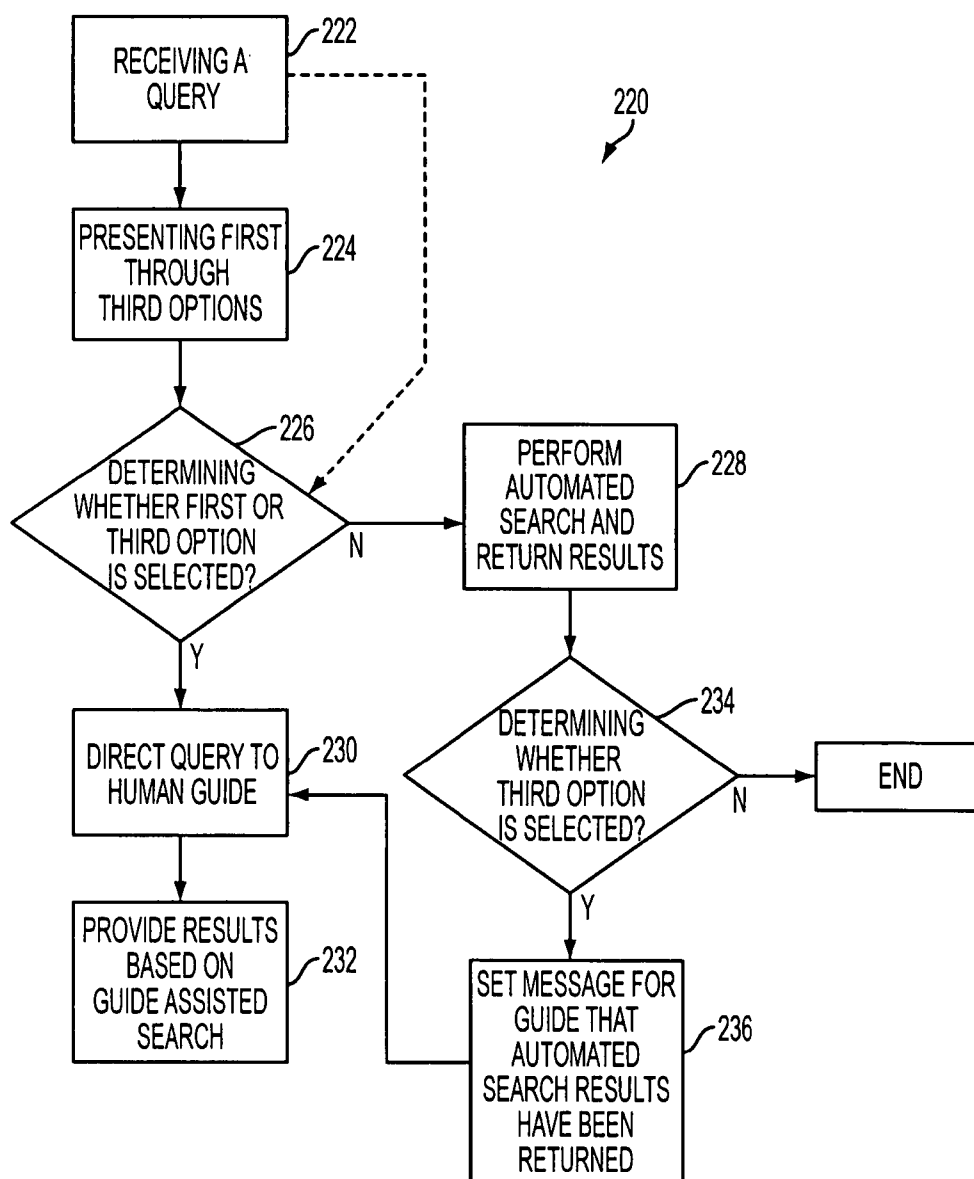 RECEIVING A
QUERY
222
220
PRESENTING FIRST
THROUGH
THIRD OPTIONS
224
DETERMINING
WHETHER FIRST OR
THIRD OPTION
IS SELECTED?
226
N
Y
PERFORM
AUTOMATED
SEARCH AND
RETURN RESULTS
228
DIRECT QUERY TO
HUMAN GUIDE
230
DETERMINING
WHETHER
THIRD OPTION
IS SELECTED?
234
N
Y
END
PROVIDE RESULTS
BASED ON
GUIDE ASSISTED
SEARCH
232
SET MESSAGE FOR
GUIDE THAT
AUTOMATED
SEARCH RESULTS
HAVE BEEN
RETURNED
236